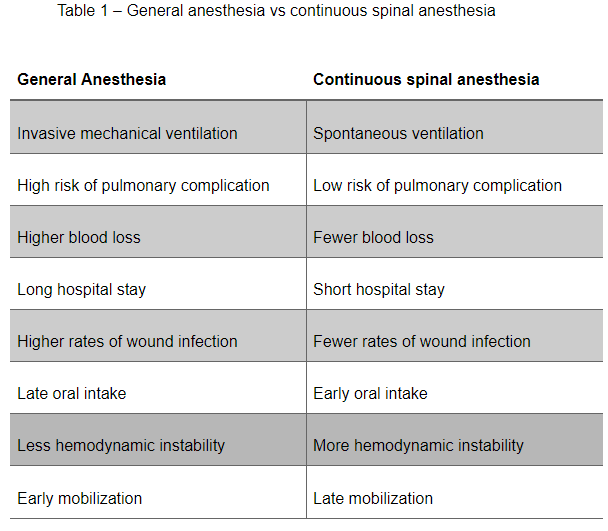 Table 1 – General anesthesia vs continuous spinal anesthesia
General Anesthesia Continuous spinal anesthesia
Invasive mechanical ventilation Spontaneous ventilation
High risk of pulmonary complication Low risk of pulmonary complication
Higher blood loss Fewer blood loss
Long hospital stay Short hospital stay
Higher rates of wound infection Fewer rates of wound infection
Late oral intake Early oral intake
Less hemodynamic instability More hemodynamic instability
Early mobilization Late mobilization